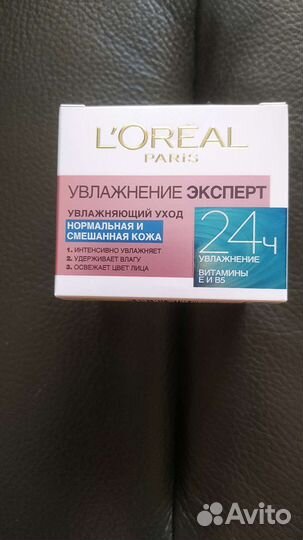 L'ORÉAL
PARIS
УВЛАЖНЕНИЕ ЭКСПЕРТ
УВЛАЖНЯЮЩИЙ УХОД
НОРМАЛЬНАЯ И
СМЕШАННАЯ КОЖА
1. ИНТЕНСИВНО УВЛАЖНЯЕТ
2. УДЕРЖИВАЕТ ВЛАГУ
3. ОСВЕЖАЕТ ЦВЕТ ЛИЦА
24ч
УВЛАЖНЕНИЕ
ВИТАМИНЫ
Е И В5
Avito